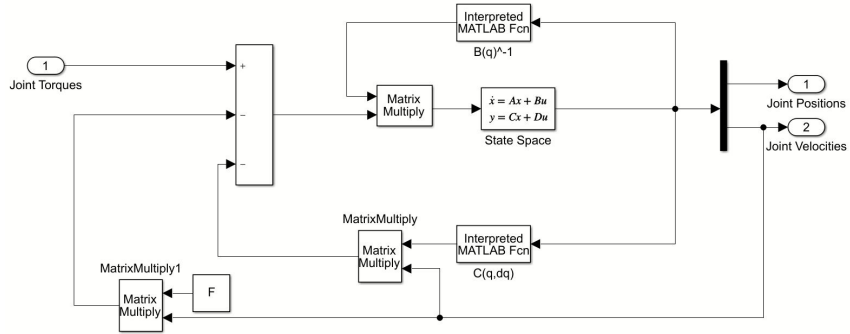 Interpreted
MATLAB Fcn
B(q)^-1
1
Joint Torques
+
−
−
Matrix
Multiply
ẋ = Ax + Bu
y = Cx + Du
State Space
1
Joint Positions
2
Joint Velocities
MatrixMultiply
Matrix
Multiply
Interpreted
MATLAB Fcn
C(q,dq)
MatrixMultiply1
Matrix
Multiply
F